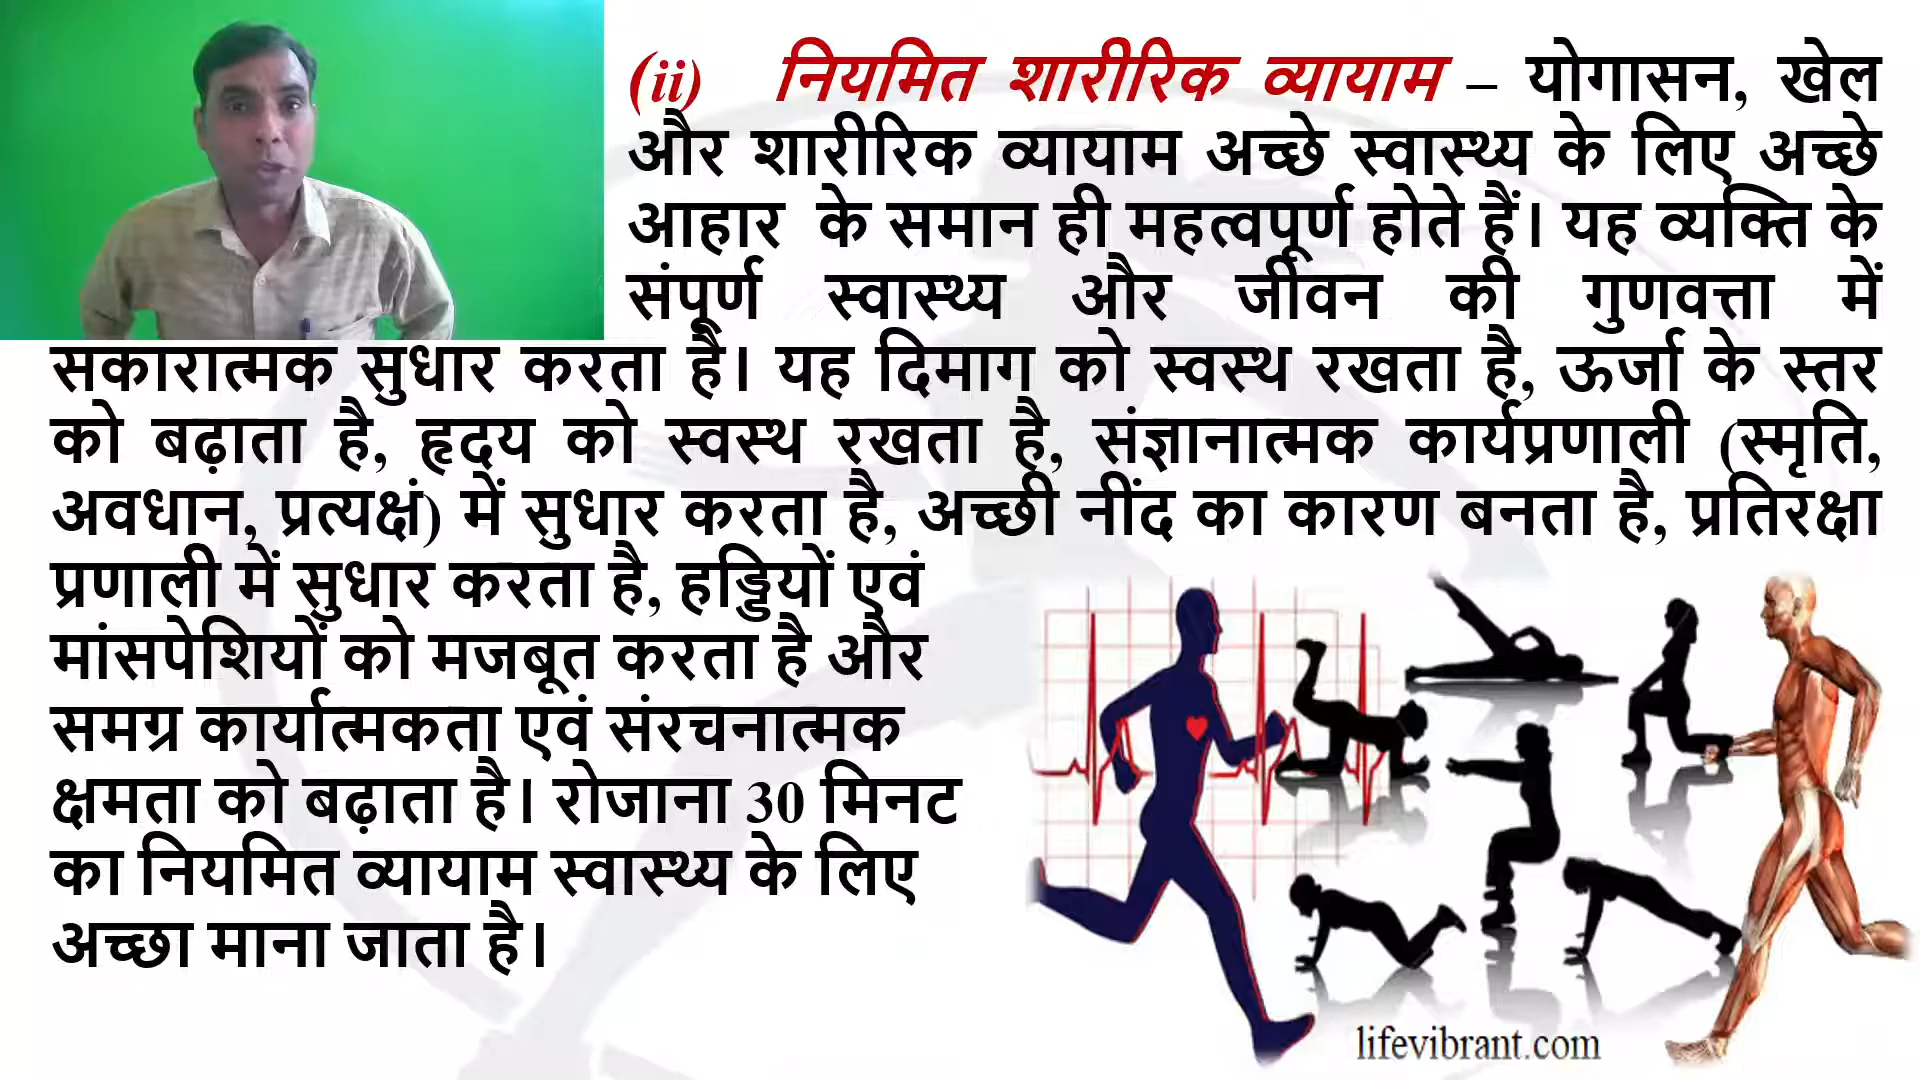 (ii) नियमित शारीरिक व्यायाम – योगासन, खेल
और शारीरिक व्यायाम अच्छे स्वास्थ्य के लिए अच्छे
आहार के समान ही महत्वपूर्ण होते हैं। यह व्यक्ति के
संपूर्ण स्वास्थ्य और जीवन की गुणवत्ता में
सकारात्मक सुधार करता है। यह दिमाग को स्वस्थ रखता है, ऊर्जा के स्तर
को बढ़ाता है, हृदय को स्वस्थ रखता है, संज्ञानात्मक कार्यप्रणाली (स्मृति,
अवधान, प्रत्यक्षं) में सुधार करता है, अच्छी नींद का कारण बनता है, प्रतिरक्षा
प्रणाली में सुधार करता है, हड्डियों एवं
मांसपेशियों को मजबूत करता है और
समग्र कार्यात्मकता एवं संरचनात्मक
क्षमता को बढ़ाता है। रोजाना 30 मिनट
का नियमित व्यायाम स्वास्थ्य के लिए
अच्छा माना जाता है।
lifevibrant.com